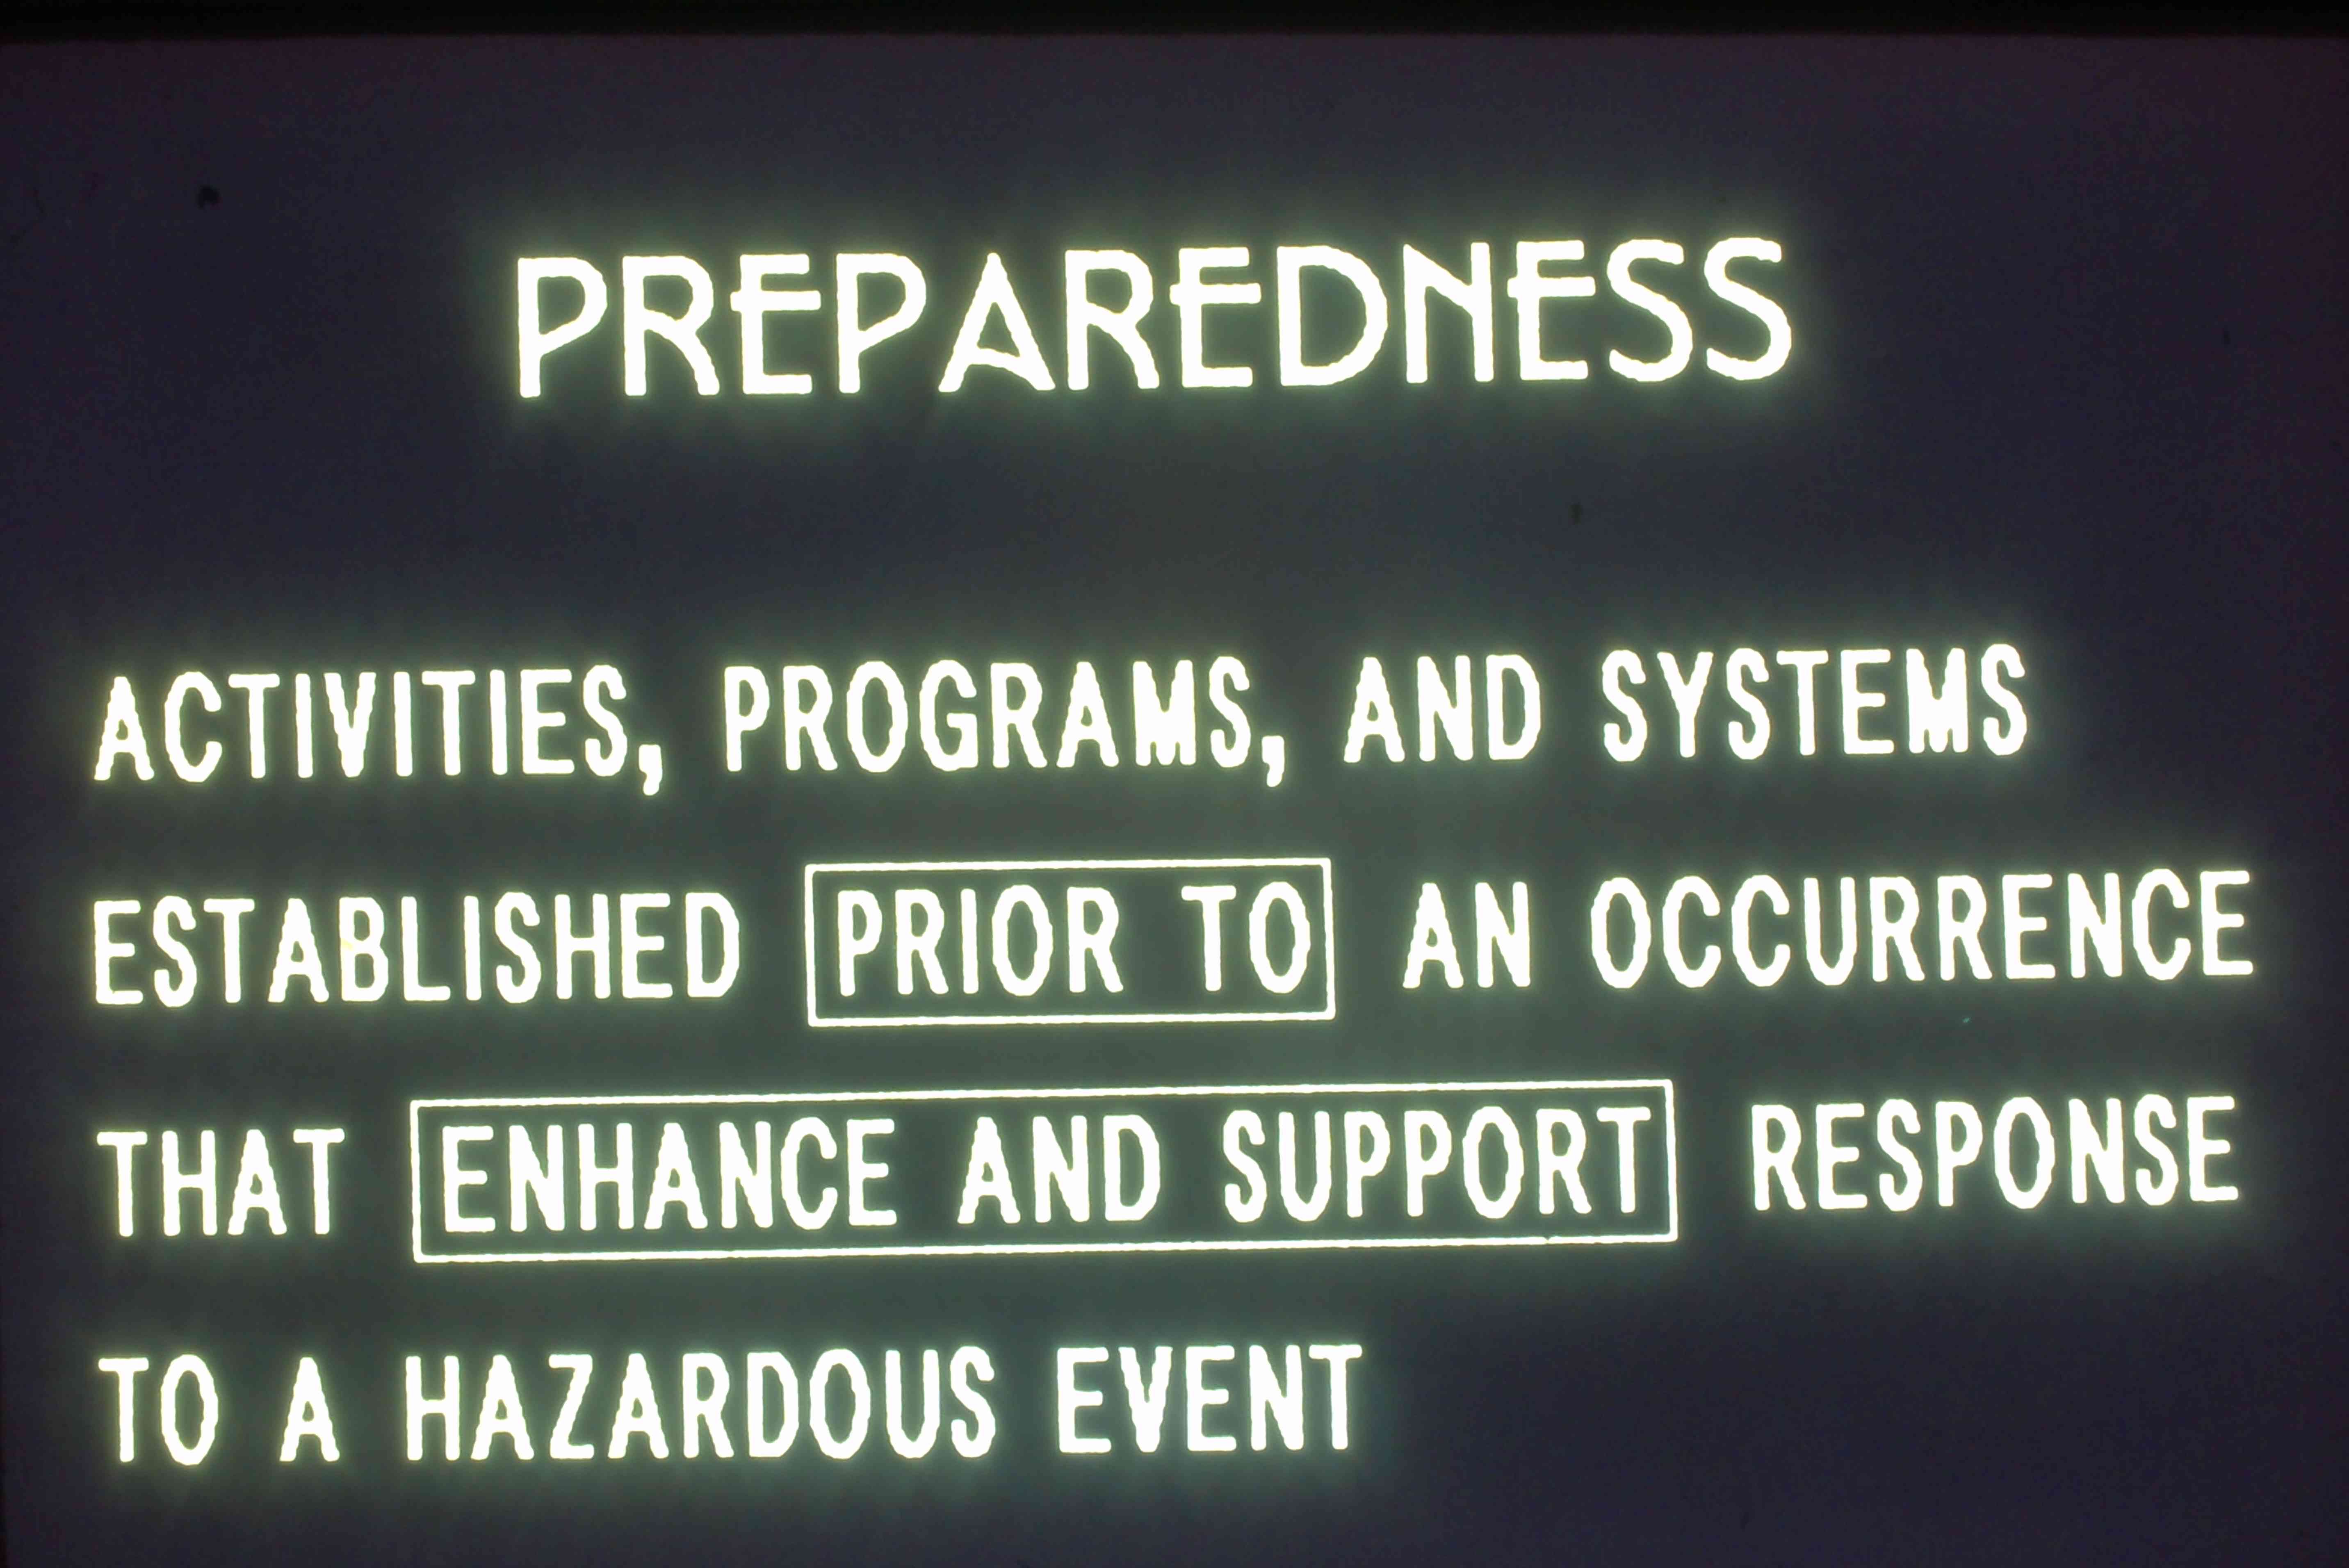 PREPAREDNESS
ACTIVITIES, PROGRAMS, AND SYSTEMS
ESTABLISHED PRIOR TO AN OCCURRENCE
THAT ENHANCE AND SUPPORT RESPONSE
TO A HAZARDOUS EVENT